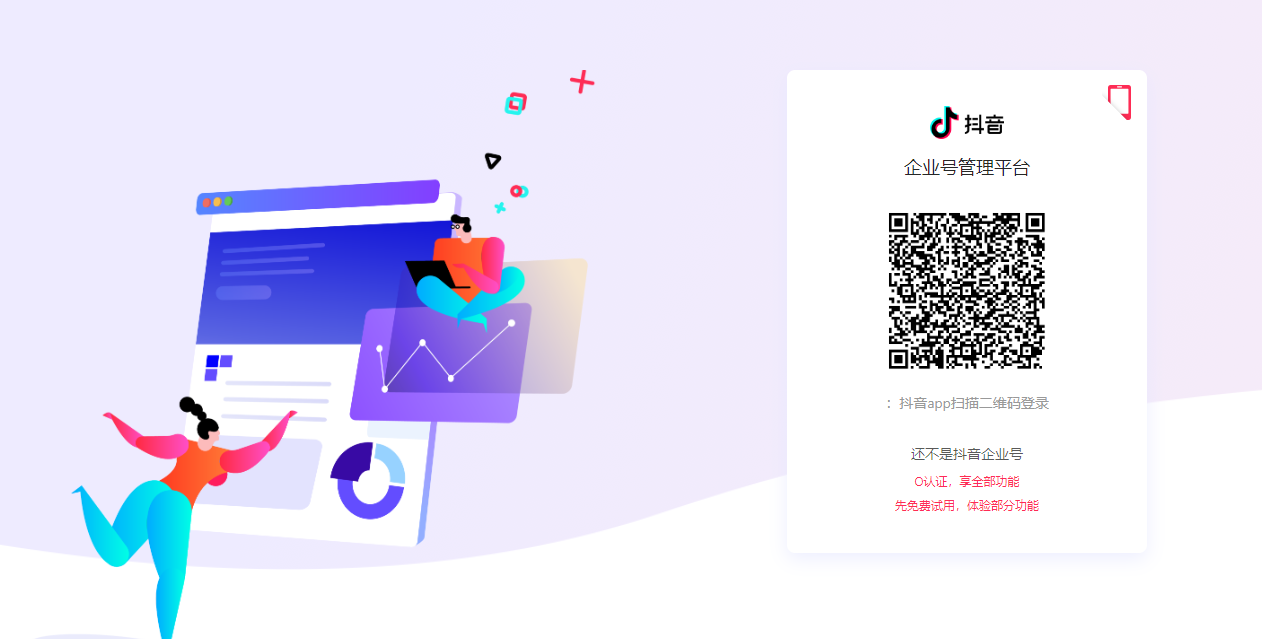 抖音
企业号管理平台
：抖音app扫描二维码登录
还不是抖音企业号
O认证，享全部功能
先免费试用，体验部分功能